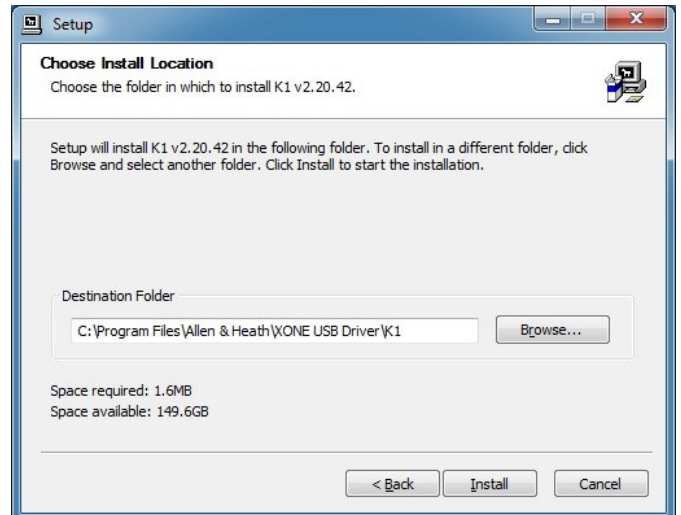 Setup
Choose Install Location
Choose the folder in which to install K1 v2.20.42.
Setup will install K1 v2.20.42 in the following folder. To install in a different folder, click
Browse and select another folder. Click Install to start the installation.
Destination Folder
C:\Program Files\Allen & Heath\XONE USB Driver\K1
Browse...
Space required: 1.6MB
Space available: 149.6GB
< Back
Install
Cancel